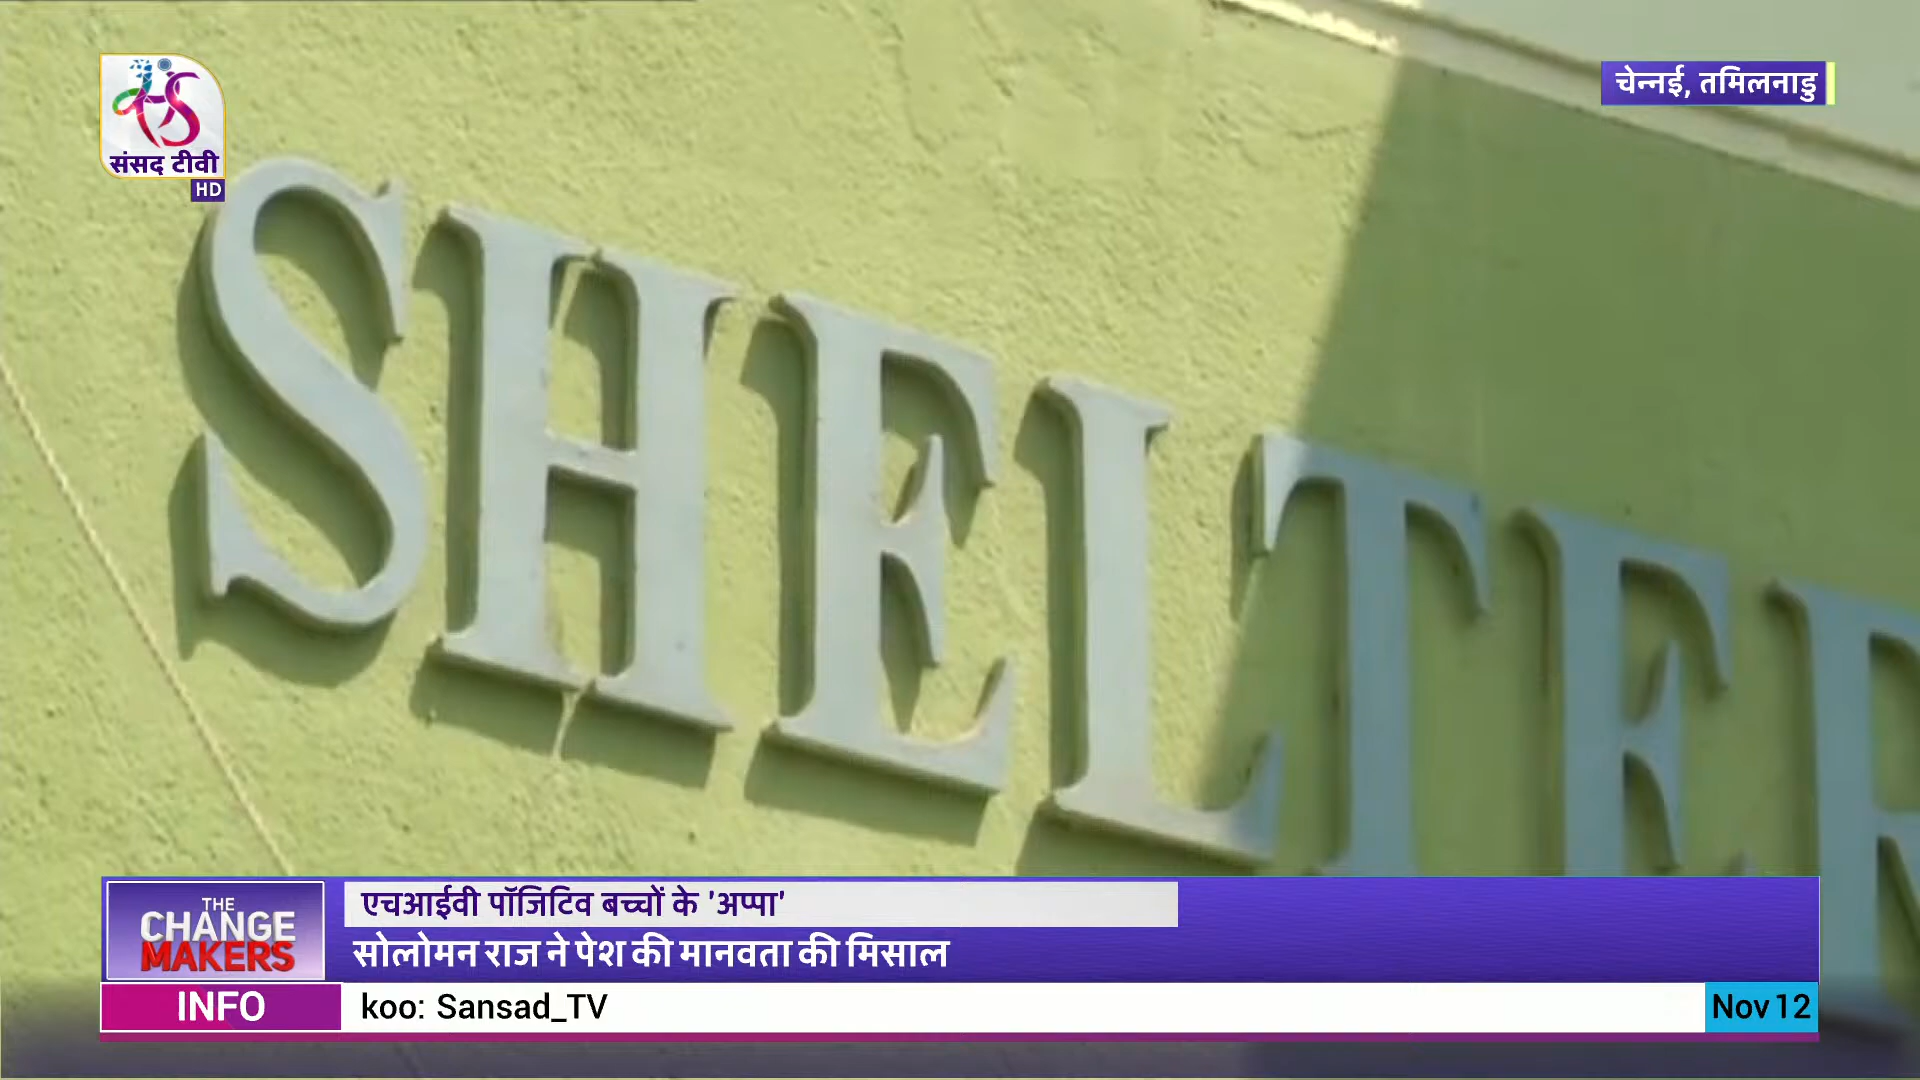 संसद टीवी
HD
चेन्नई, तमिलनाडु
SHELTER
THE
CHANGE
MAKERS
एचआईवी पॉजिटिव बच्चों के 'अप्पा'
सोलोमन राज ने पेश की मानवता की मिसाल
INFO
koo: Sansad_TV
Nov 12